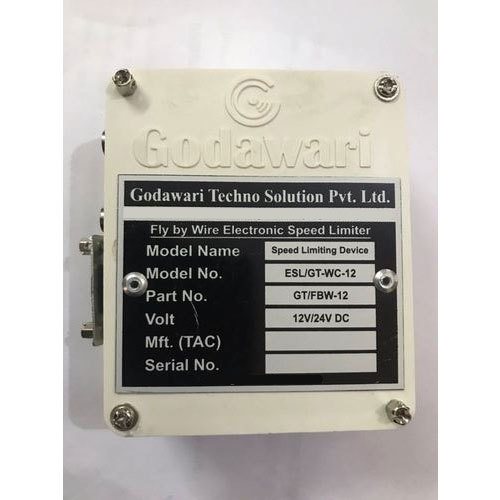 Godawari
Godawari Techno Solution Pvt. Ltd.
Fly by Wire Electronic Speed Limiter
Model Name Speed Limiting Device
Model No. ESL/GT-WC-12
Part No. GT/FBW-12
Volt 12V/24V DC
Mft. (TAC)
Serial No.